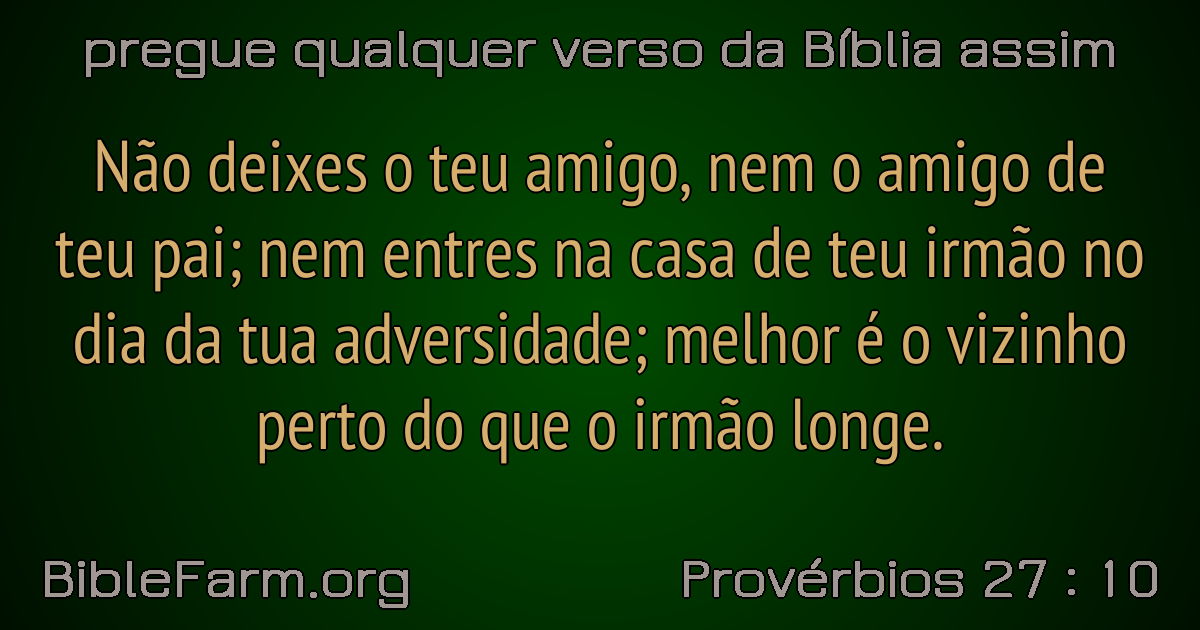 pregue qualquer verso da Bíblia assim
Não deixes o teu amigo, nem o amigo de
teu pai; nem entres na casa de teu irmão no
dia da tua adversidade; melhor é o vizinho
perto do que o irmão longe.
BibleFarm.org
Provérbios 27 : 10